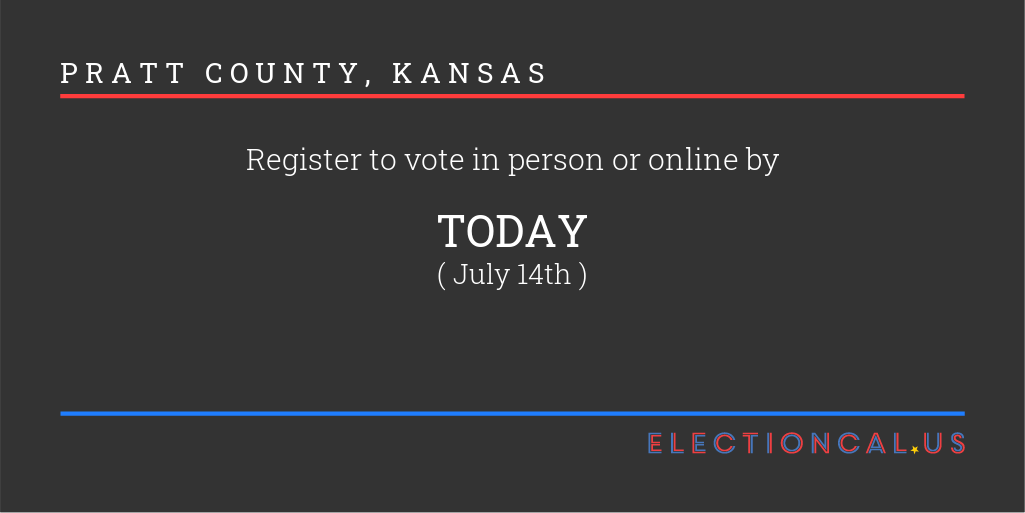 PRATT COUNTY, KANSAS
Register to vote in person or online by
TODAY
( July 14th )
ELECTIONCAL.US